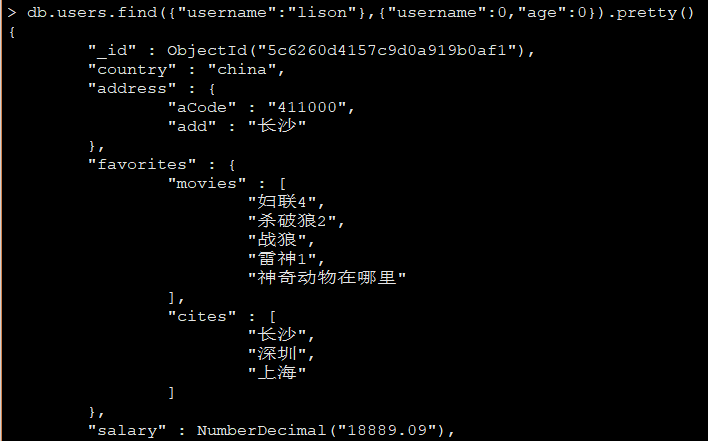 > db.users.find({"username":"lison"},{"username":0,"age":0}).pretty()
{
"_id" : ObjectId("5c6260d4157c9d0a919b0af1"),
"country" : "china",
"address" : {
"aCode" : "411000",
"add" : "长沙"
},
"favorites" : {
"movies" : [
"妇联4",
"杀破狼2",
"战狼",
"雷神1",
"神奇动物在哪里"
],
"cites" : [
"长沙",
"深圳",
"上海"
]
},
"salary" : NumberDecimal("18889.09"),